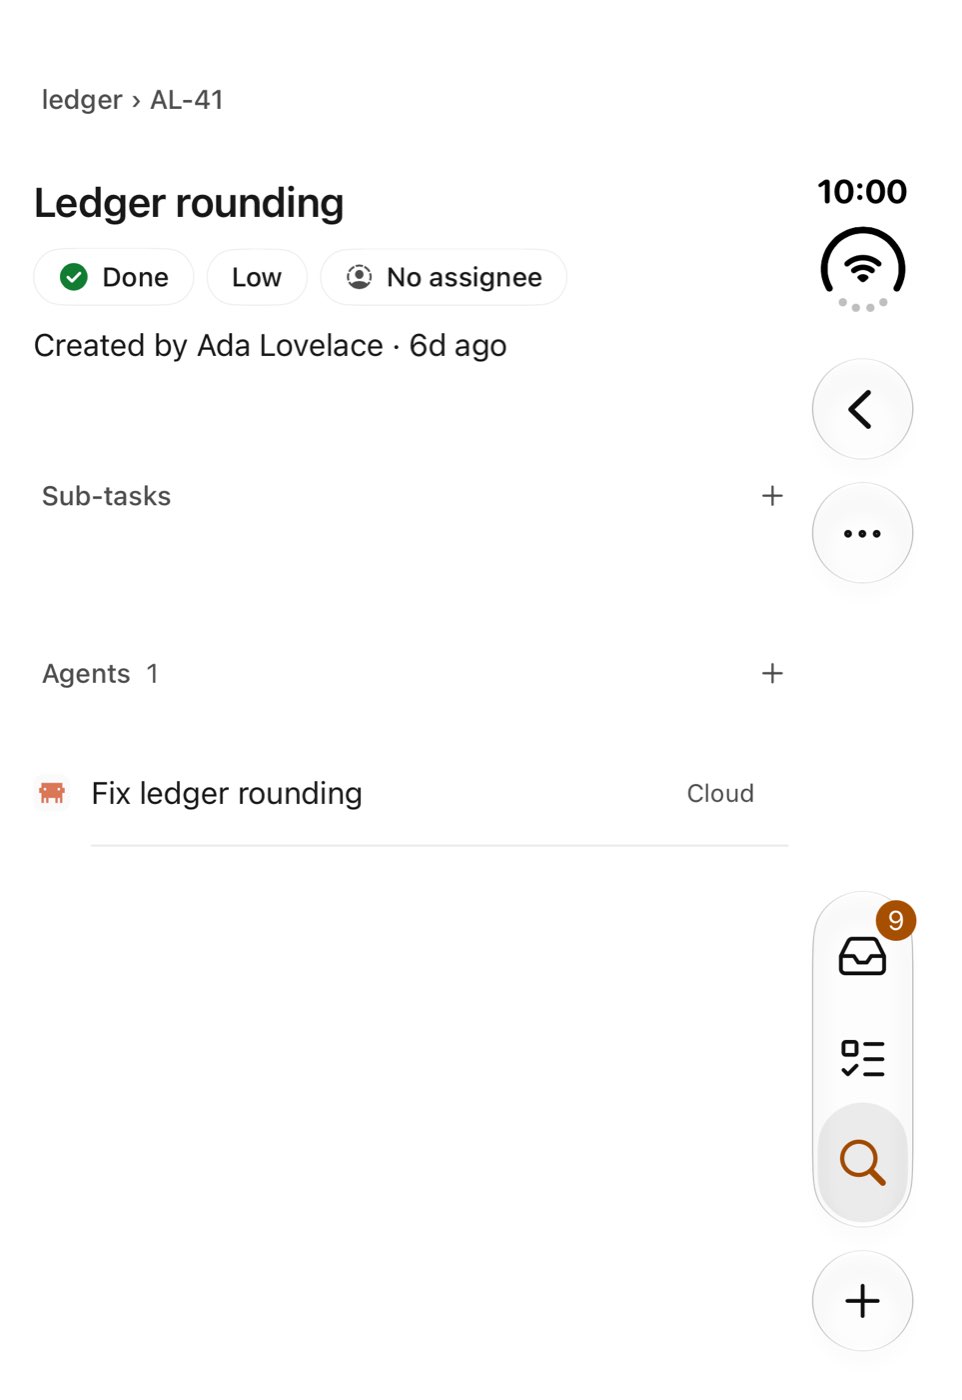 ledger › AL-41
Ledger rounding
Done
Low
No assignee
Created by Ada Lovelace · 6d ago
Sub-tasks
Agents 1
Fix ledger rounding
Cloud
10:00
9